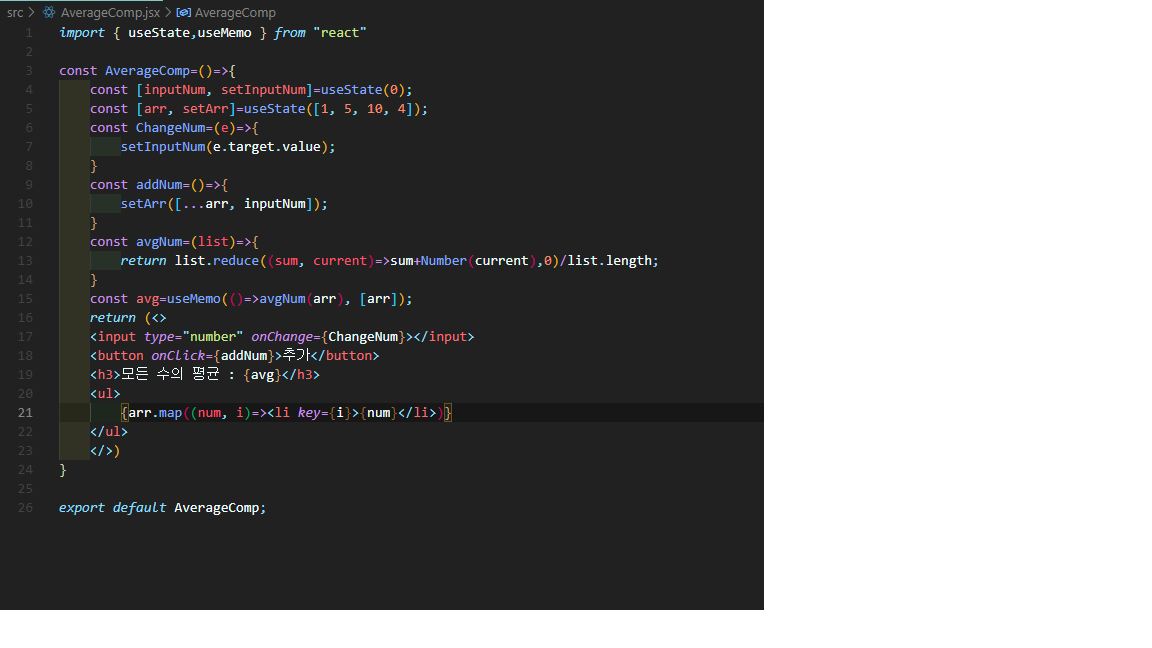 src > AverageComp.jsx > AverageComp
1 import { useState,useMemo } from "react"
2
3 const AverageComp=()=>{
4 const [inputNum, setInputNum]=useState(0);
5 const [arr, setArr]=useState([1, 5, 10, 4]);
6 const ChangeNum=(e)=>{
7 setInputNum(e.target.value);
8 }
9 const addNum=()=>{
10 setArr([...arr, inputNum]);
11 }
12 const avgNum=(list)=>{
13 return list.reduce((sum, current)=>sum+Number(current),0)/list.length;
14 }
15 const avg=useMemo(()=>avgNum(arr), [arr]);
16 return (<>
17 <input type="number" onChange={ChangeNum}></input>
18 <button onClick={addNum}>추가</button>
19 <h3>모든 수의 평균 : {avg}</h3>
20 <ul>
21 {arr.map((num, i)=><li key={i}>{num}</li>)}
22 </ul>
23 </>)
24 }
25
26 export default AverageComp;